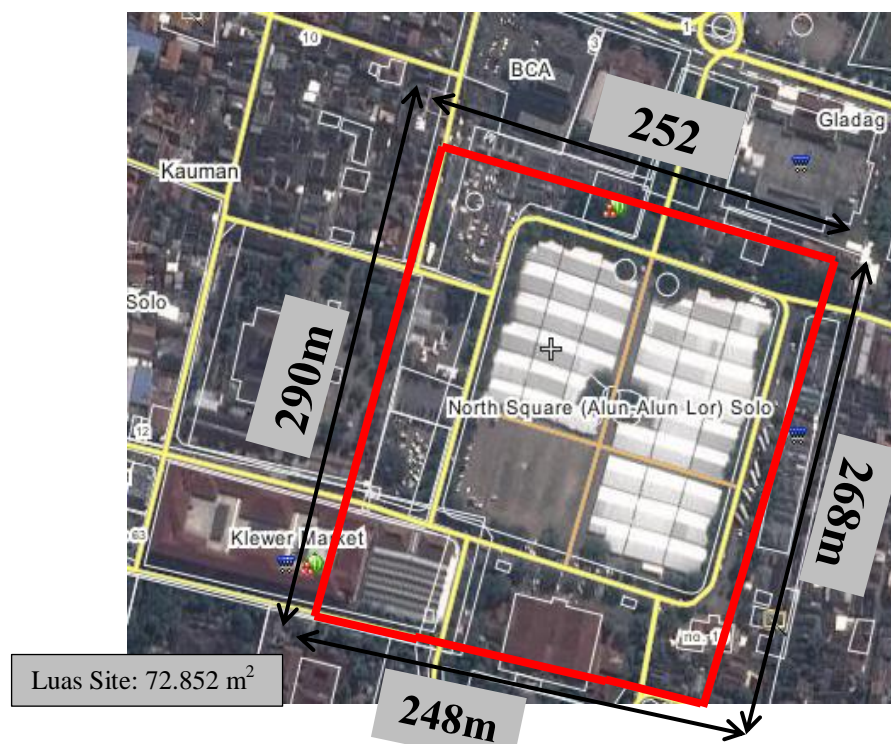 1
10
3
BCA
252
Gladag
Kauman
Solo
290m
North Square (Alun-Alun Lor) Solo
12
268m
63
Klewer Market
no. 1
Luas Site: 72.852 m²
248m